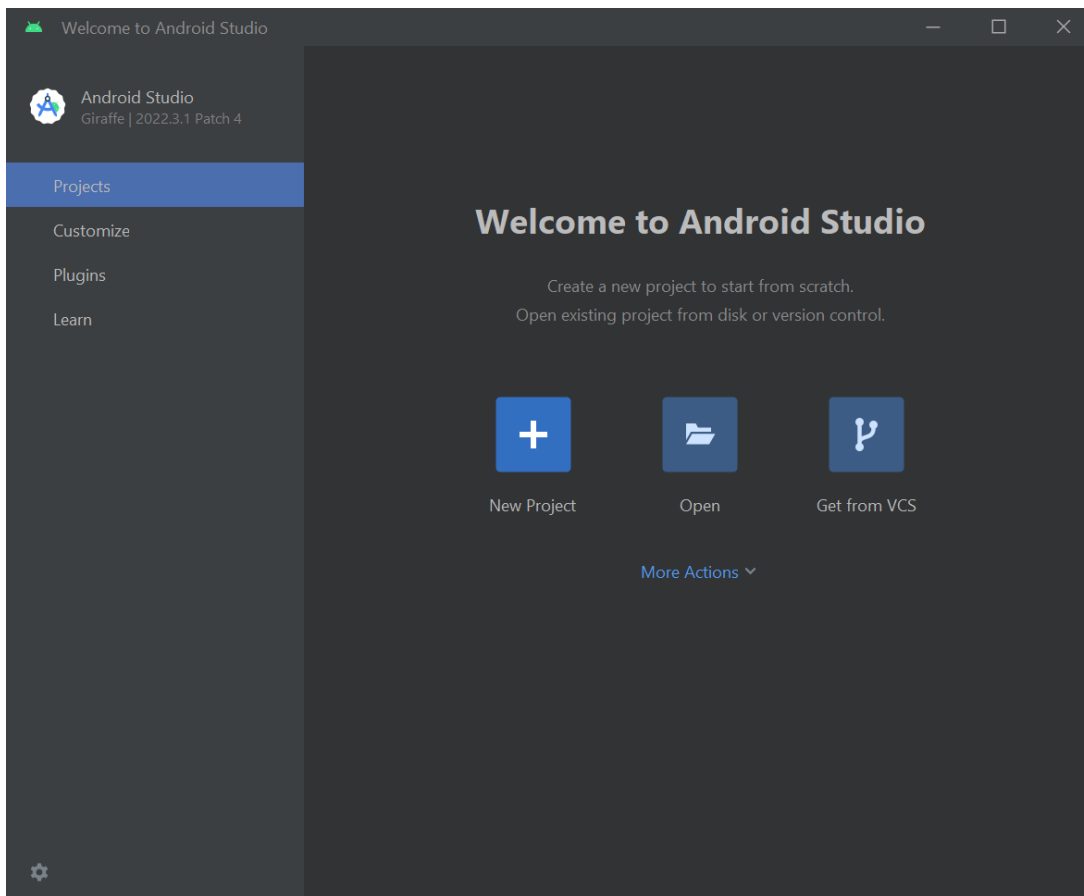 Welcome to Android Studio
Android Studio
Giraffe | 2022.3.1 Patch 4
Projects
Customize
Plugins
Learn
Welcome to Android Studio
Create a new project to start from scratch.
Open existing project from disk or version control.
New Project
Open
Get from VCS
More Actions